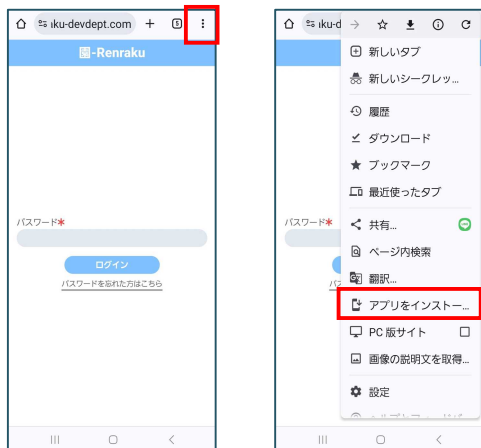 ıku-devdept.com
5
園-Renraku
パスワード*
ログイン
パスワードを忘れた方はこちら
ıku-d
新しいタブ
新しいシークレッ...
履歴
ダウンロード
ブックマーク
最近使ったタブ
パスワード*
共有...
ページ内検索
翻訳...
アプリをインストー...
PC 版サイト
画像の説明文を取得...
設定